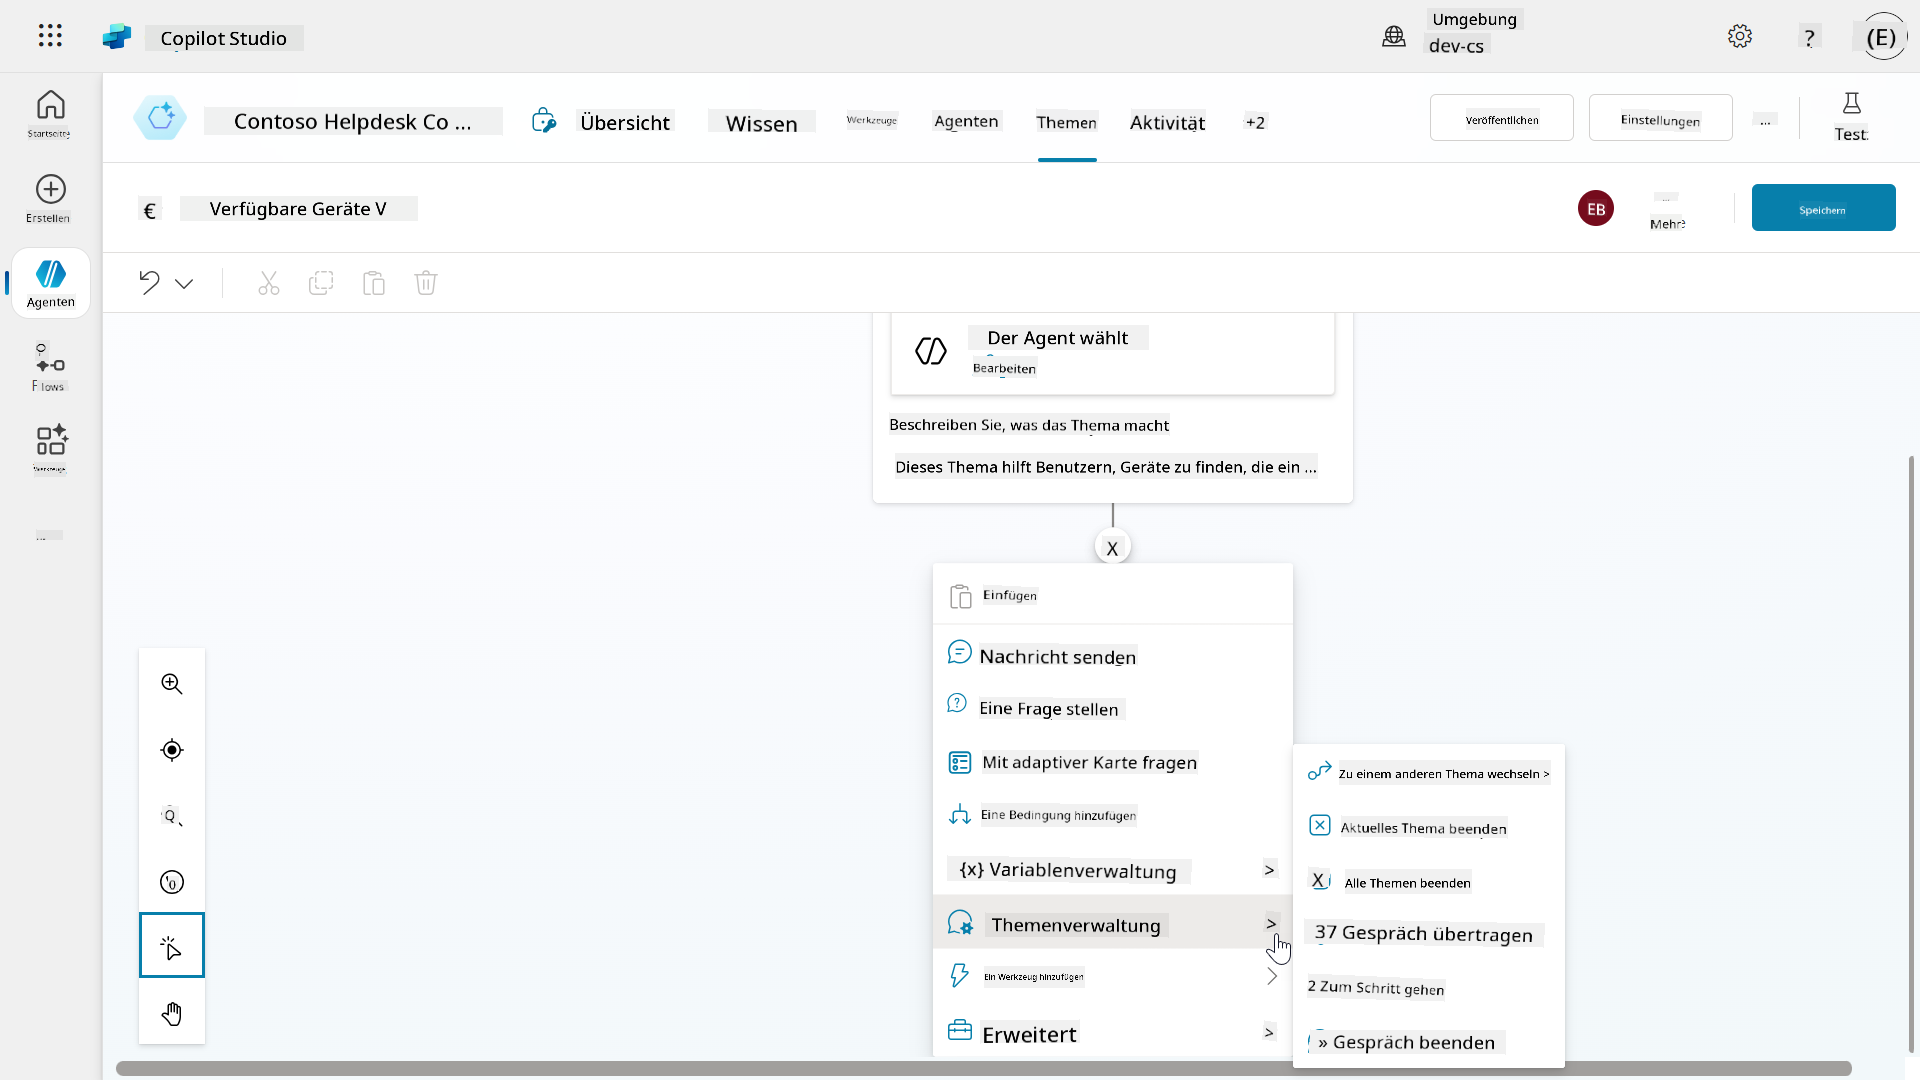 Copilot Studio
Umgebung
dev-cs
?
(E)
Startseite
Contoso Helpdesk Co ...
Übersicht
Wissen
Werkzeuge
Agenten
Themen
Aktivität
+2
Veröffentlichen
Einstellungen
...
Test
Erstellen
€
Verfügbare Geräte V
EB
Mehr
Speichern
Agenten
Flows
Werkzeuge
Der Agent wählt
Bearbeiten
Beschreiben Sie, was das Thema macht
Dieses Thema hilft Benutzern, Geräte zu finden, die ein ...
X
Einfügen
Nachricht senden
Eine Frage stellen
Mit adaptiver Karte fragen
Eine Bedingung hinzufügen
{x} Variablenverwaltung >
Themenverwaltung >
Ein Werkzeug hinzufügen
Erweitert >
Zu einem anderen Thema wechseln >
Aktuelles Thema beenden
X Alle Themen beenden
37 Gespräch übertragen
2 Zum Schritt gehen
» Gespräch beenden